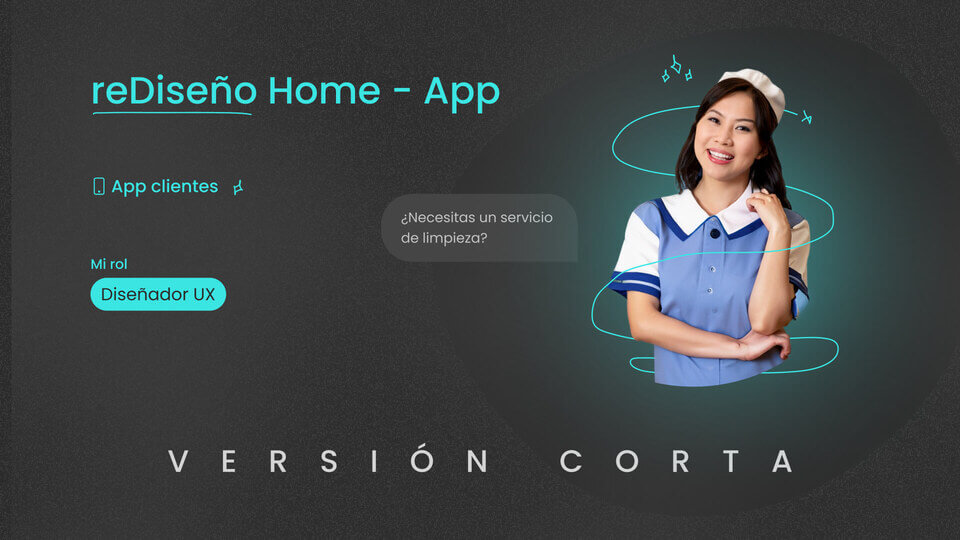 reDiseño Home - App
App clientes
¿Necesitas un servicio
de limpieza?
Mi rol
Diseñador UX
VERSIÓN CORTA